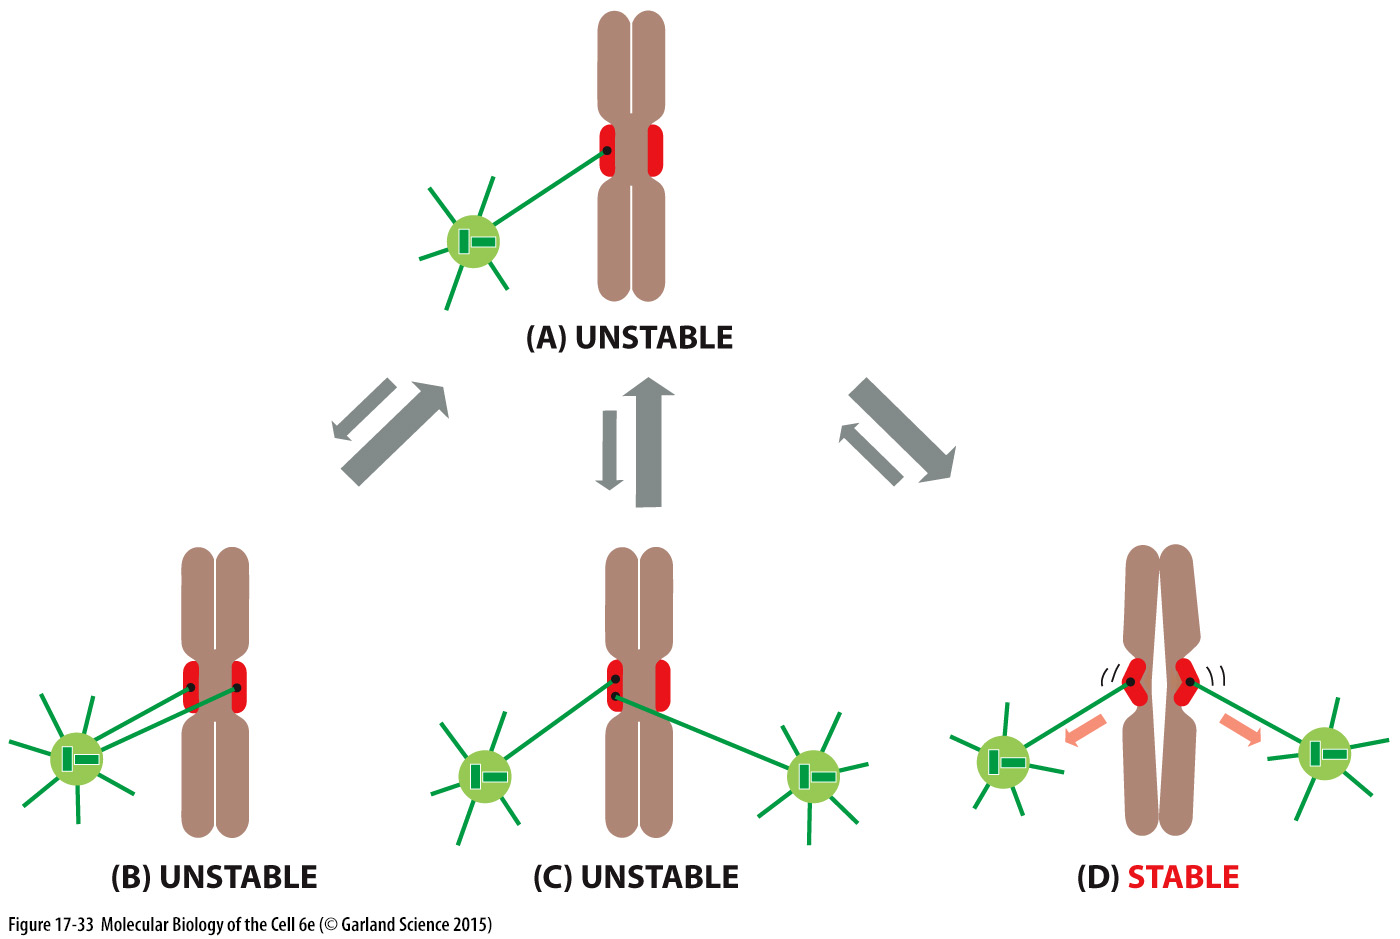 (A) UNSTABLE
(B) UNSTABLE
(C) UNSTABLE
(D) STABLE
Figure 17-33 Molecular Biology of the Cell 6e (© Garland Science 2015)